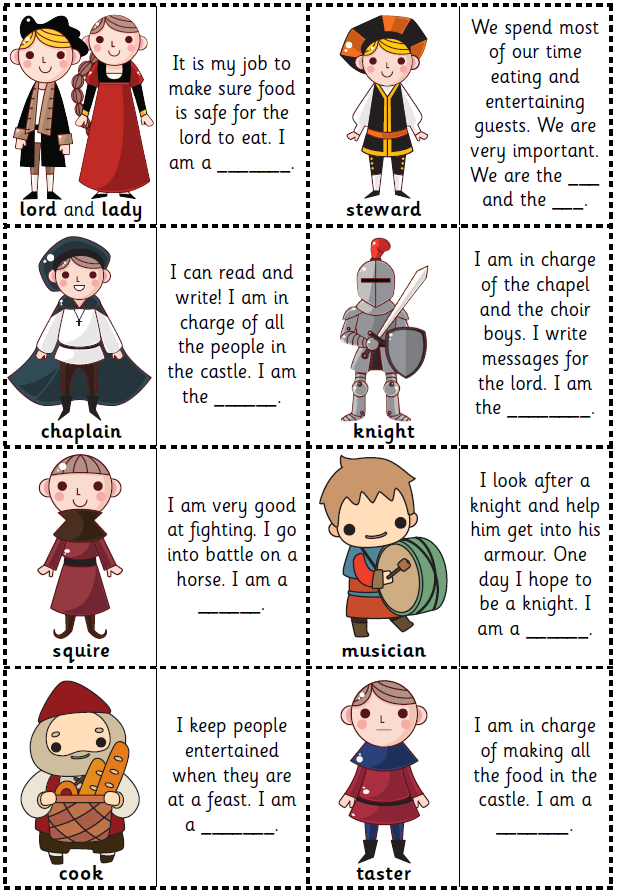 lord and lady
It is my job to
make sure food
is safe for the
lord to eat. I
am a _______.
steward
We spend most
of our time
eating and
entertaining
guests. We are
very important.
We are the ___
and the ___.
chaplain
I can read and
write! I am in
charge of all
the people in
the castle. I am
the ______.
knight
I am in charge
of the chapel
and the choir
boys. I write
messages for
the lord. I am
the ________.
squire
I am very good
at fighting. I go
into battle on a
horse. I am a
______.
musician
I look after a
knight and help
him get into his
armour. One
day I hope to
be a knight. I
am a ______.
cook
I keep people
entertained
when they are
at a feast. I am
a _______.
taster
I am in charge
of making all
the food in the
castle. I am a
_______.